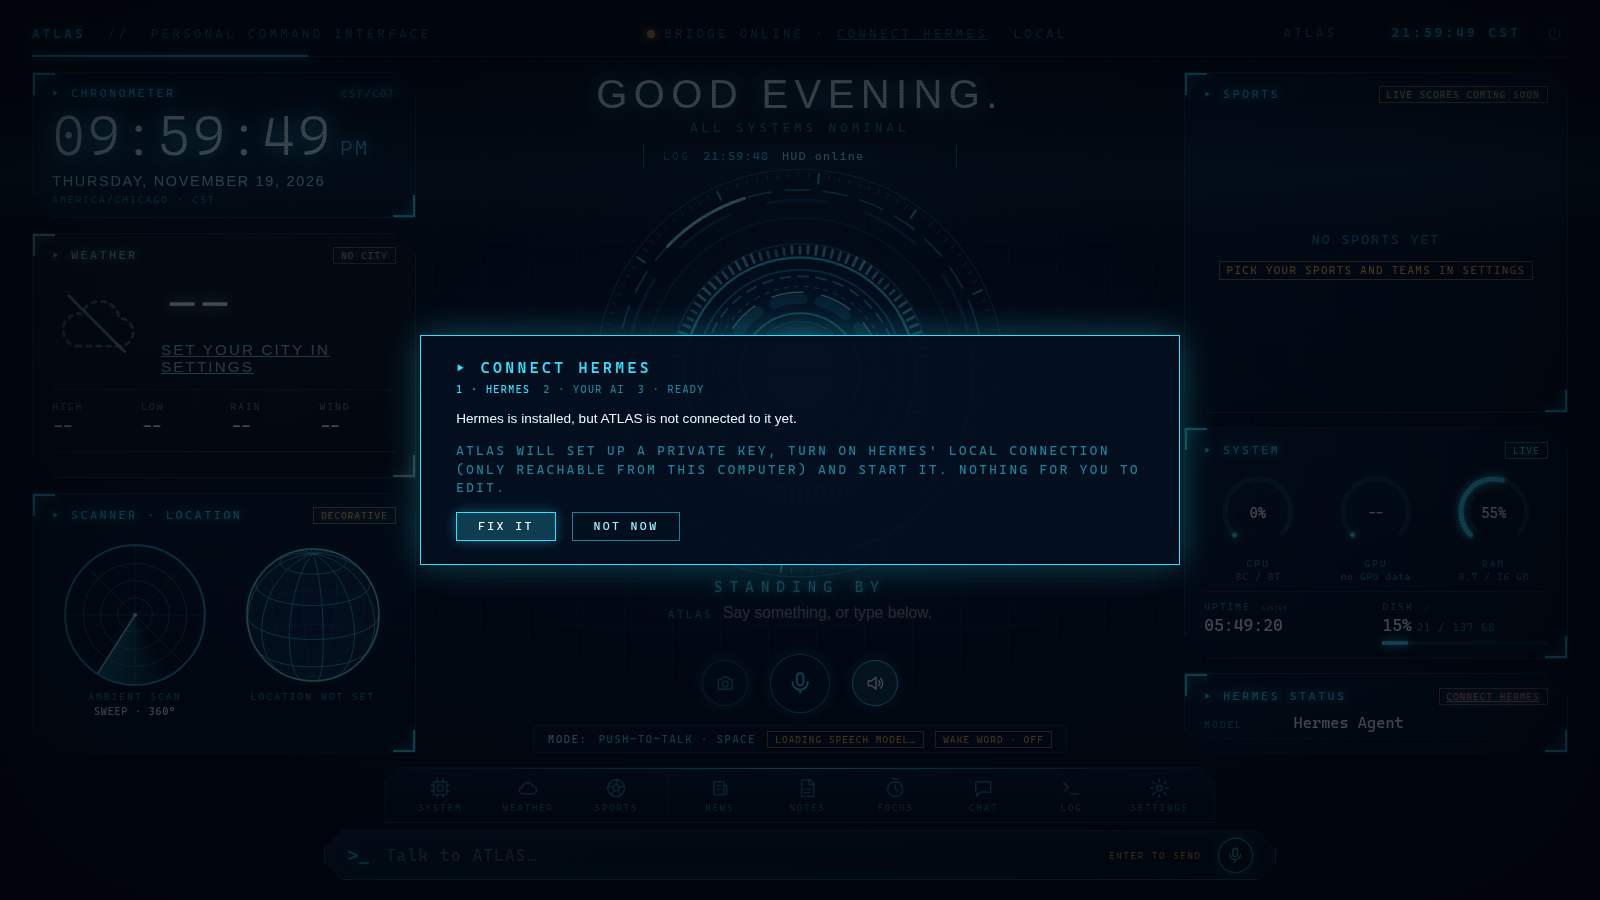 ATLAS // PERSONAL COMMAND INTERFACE
BRIDGE ONLINE · CONNECT HERMES LOCAL
ATLAS · 21:59:49 CST
CHRONOMETER
CST/CDT
09:59:49 PM
THURSDAY, NOVEMBER 19, 2026
AMERICA/CHICAGO · CST
GOOD EVENING.
ALL SYSTEMS NOMINAL
LOG 21:59:48 HUD online
SPORTS
LIVE SCORES COMING SOON
NO SPORTS YET
PICK YOUR SPORTS AND TEAMS IN SETTINGS
WEATHER
NO CITY
--
SET YOUR CITY IN
SETTINGS
HIGH LOW RAIN WIND
-- -- -- --
CONNECT HERMES
1 · HERMES 2 · YOUR AI 3 · READY
Hermes is installed, but ATLAS is not connected to it yet.
ATLAS WILL SET UP A PRIVATE KEY, TURN ON HERMES' LOCAL CONNECTION
(ONLY REACHABLE FROM THIS COMPUTER) AND START IT. NOTHING FOR YOU TO
EDIT.
FIX IT
NOT NOW
SYSTEM
LIVE
0% -- 55%
CPU GPU RAM
8C / 8T no GPU data 8.7 / 16 GB
UPTIME SYSTEM DISK /
05:49:20 15% 21 / 137 GB
SCANNER · LOCATION
DECORATIVE
AMBIENT SCAN
SWEEP · 360°
LOCATION NOT SET
STANDING BY
ATLAS Say something, or type below.
MODE: PUSH-TO-TALK · SPACE LOADING SPEECH MODEL… WAKE WORD · OFF
HERMES STATUS
CONNECT HERMES
MODEL Hermes Agent
SYSTEM WEATHER SPORTS NEWS NOTES FOCUS CHAT LOG SETTINGS
>_ Talk to ATLAS…
ENTER TO SEND